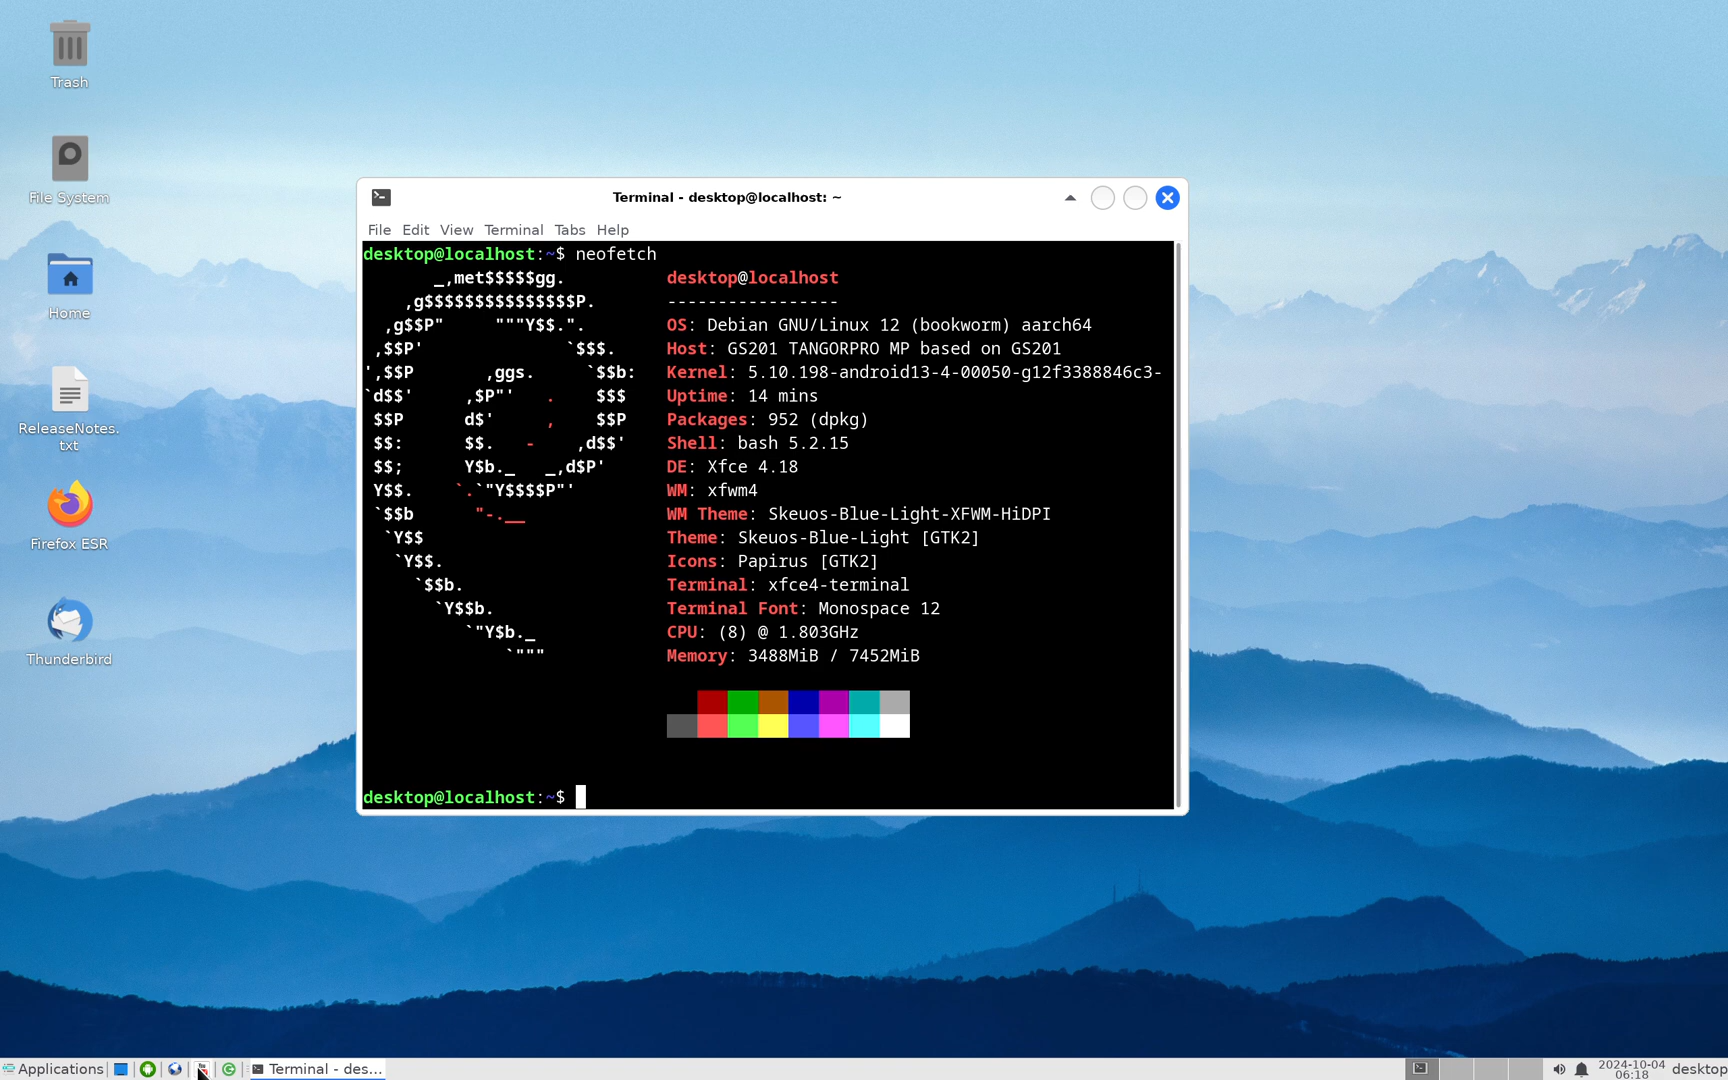 Trash
File System
Home
ReleaseNotes.
txt
Firefox ESR
Thunderbird
Terminal - desktop@localhost: ~
File Edit View Terminal Tabs Help
desktop@localhost:~$ neofetch
       _,met$$$$$gg.          desktop@localhost
    ,g$$$$$$$$$$$$$$$P.       -----------------
  ,g$$P"     """Y$$.".        OS: Debian GNU/Linux 12 (bookworm) aarch64
 ,$$P'              `$$$.     Host: GS201 TANGORPRO MP based on GS201
',$$P       ,ggs.     `$$b:   Kernel: 5.10.198-android13-4-00050-g12f3388846c3-
`d$$'     ,$P"'   .    $$$    Uptime: 14 mins
 $$P      d$'     ,    $$P    Packages: 952 (dpkg)
 $$:      $$.   -    ,d$$'    Shell: bash 5.2.15
 $$;      Y$b._   _,d$P'      DE: Xfce 4.18
 Y$$.    `.`"Y$$$$P"'         WM: xfwm4
 `$$b      "-.__              WM Theme: Skeuos-Blue-Light-XFWM-HiDPI
  `Y$$                        Theme: Skeuos-Blue-Light [GTK2]
   `Y$$.                      Icons: Papirus [GTK2]
     `$$b.                    Terminal: xfce4-terminal
       `Y$$b.                 Terminal Font: Monospace 12
          `"Y$b._             CPU: (8) @ 1.803GHz
              `"""            Memory: 3488MiB / 7452MiB
desktop@localhost:~$
Applications
Terminal - des...
2024-10-04
06:18
desktop